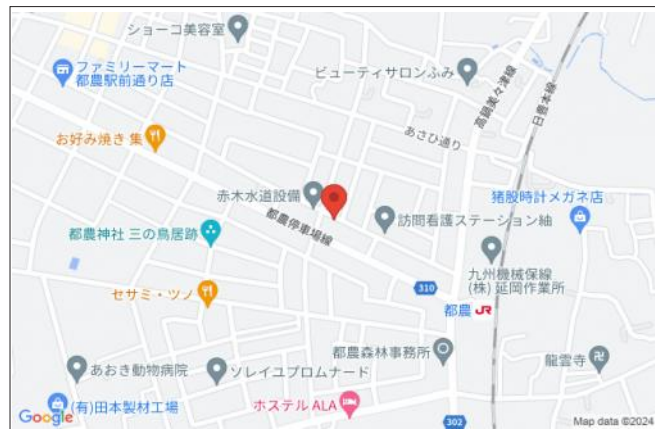 ショーコ美容室
ファミリーマート
都農駅前通り店
ビューティサロンふみ
高鍋美々津線
日豊本線
あさひ通り
お好み焼き 集
赤木水道設備
猪股時計メガネ店
都農神社 三の鳥居跡
都農停車場線
訪問看護ステーション紬
九州機械保線
(株) 延岡作業所
セサミ・ツノ
310
都農 JR
都農森林事務所
龍雲寺
あおき動物病院
ソレイユプロムナード
(有)田本製材工場
ホステル ALA
302
Google
Map data ©2024